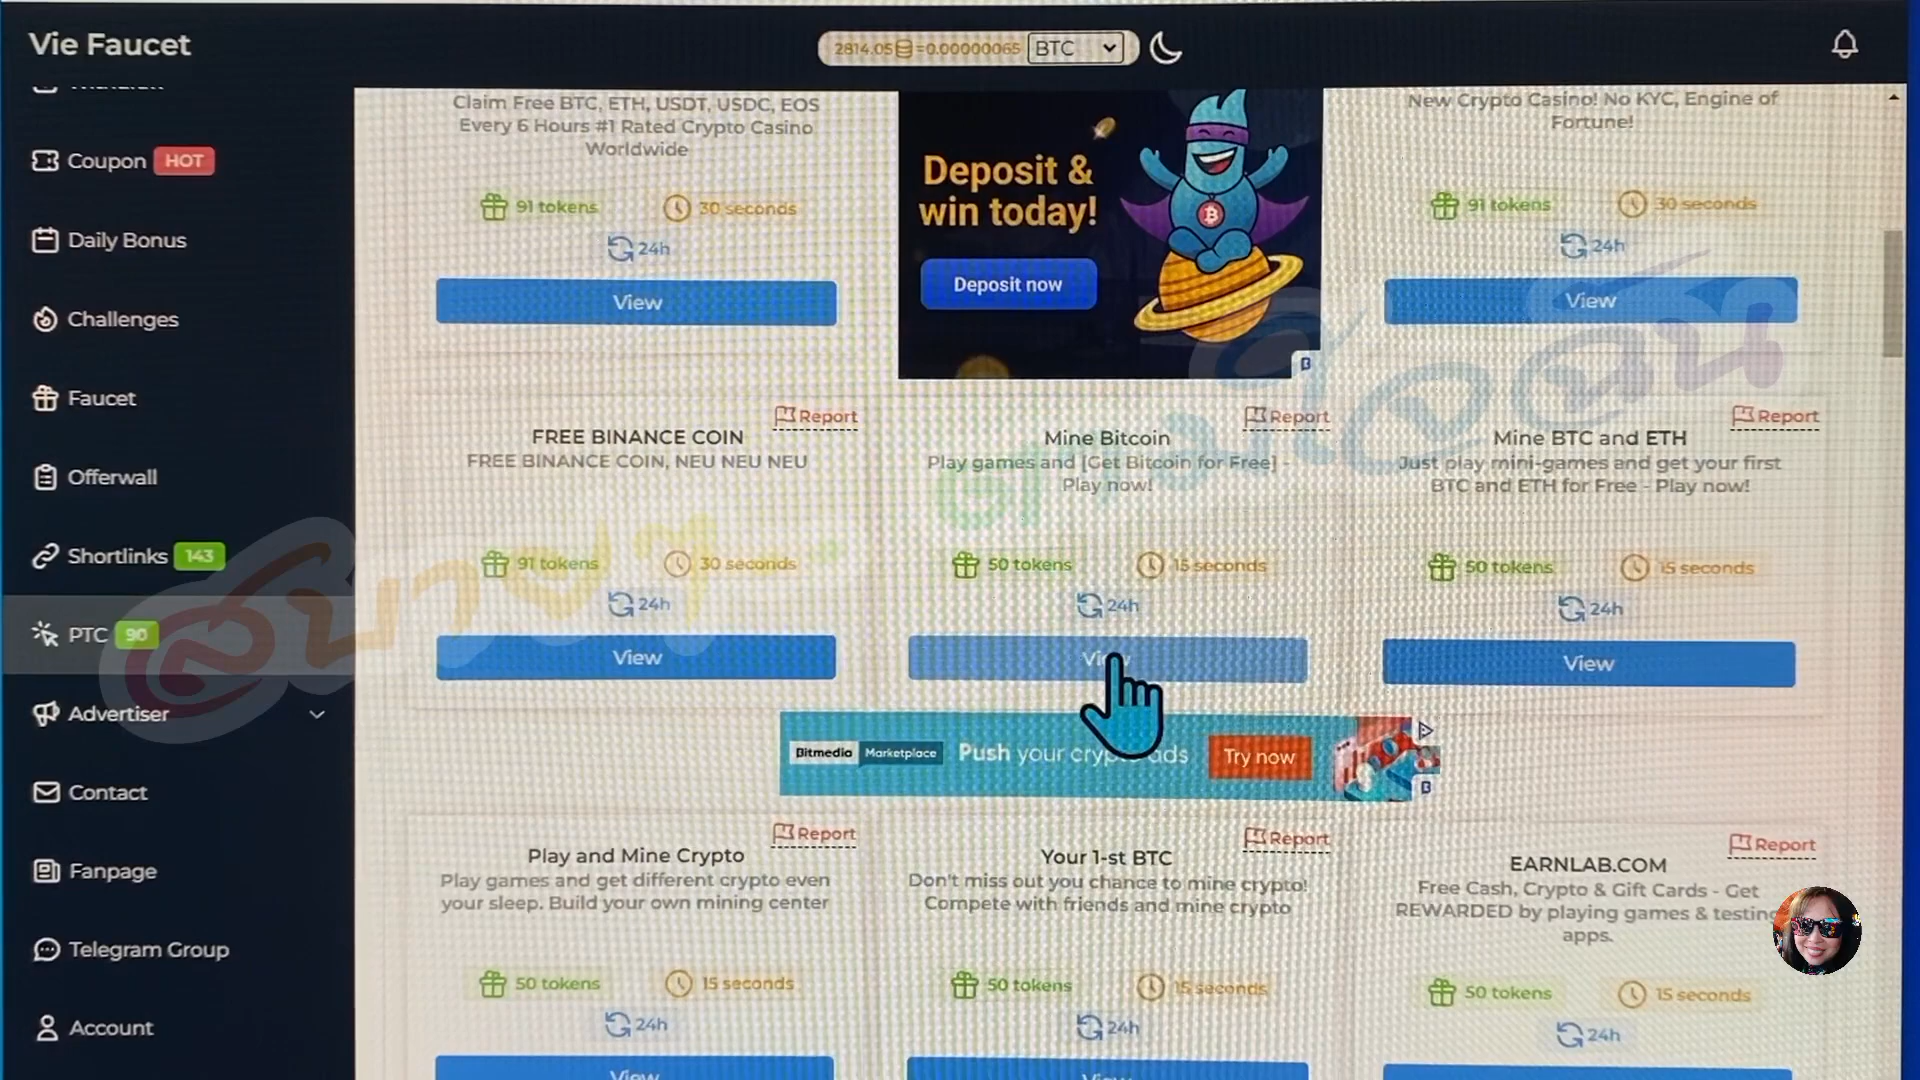 Vie Faucet
2814.05=0.00000065 BTC
Coupon HOT
Daily Bonus
Challenges
Faucet
Offerwall
Shortlinks 143
PTC 90
Advertiser
Contact
Fanpage
Telegram Group
Account
Claim Free BTC, ETH, USDT, USDC, EOS
Every 6 Hours #1 Rated Crypto Casino
Worldwide
91 tokens
30 seconds
24h
View
Deposit &
win today!
Deposit now
New Crypto Casino! No KYC, Engine of
Fortune!
91 tokens
30 seconds
24h
View
Report
FREE BINANCE COIN
FREE BINANCE COIN, NEU NEU NEU
91 tokens
30 seconds
24h
View
Report
Mine Bitcoin
Play games and [Get Bitcoin for Free] -
Play now!
50 tokens
15 seconds
24h
View
Report
Mine BTC and ETH
Just play mini-games and get your first
BTC and ETH for Free - Play now!
50 tokens
15 seconds
24h
View
Bitmedia Marketplace
Push your crypto ads
Try now
Report
Play and Mine Crypto
Play games and get different crypto even
your sleep. Build your own mining center
50 tokens
15 seconds
24h
View
Report
Your 1-st BTC
Don't miss out you chance to mine crypto!
Compete with friends and mine crypto
50 tokens
15 seconds
24h
View
Report
EARNLAB.COM
Free Cash, Crypto & Gift Cards - Get
REWARDED by playing games & testing
apps.
50 tokens
15 seconds
24h